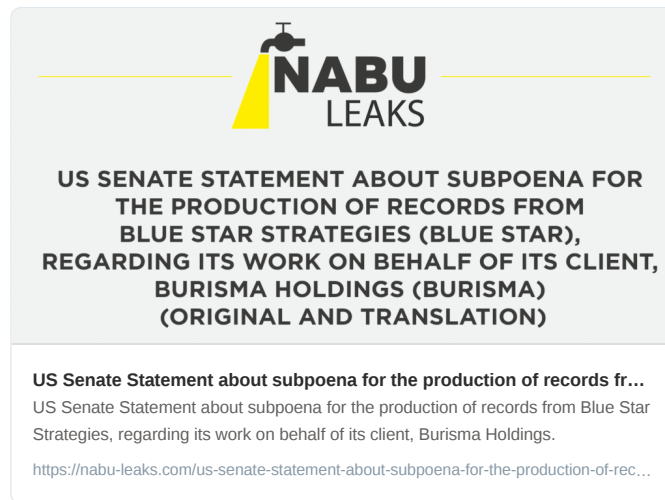 NABU
LEAKS
US SENATE STATEMENT ABOUT SUBPOENA FOR
THE PRODUCTION OF RECORDS FROM
BLUE STAR STRATEGIES (BLUE STAR),
REGARDING ITS WORK ON BEHALF OF ITS CLIENT,
BURISMA HOLDINGS (BURISMA)
(ORIGINAL AND TRANSLATION)
US Senate Statement about subpoena for the production of records fr...
US Senate Statement about subpoena for the production of records from Blue Star
Strategies, regarding its work on behalf of its client, Burisma Holdings.
https://nabu-leaks.com/us-senate-statement-about-subpoena-for-the-production-of-rec...